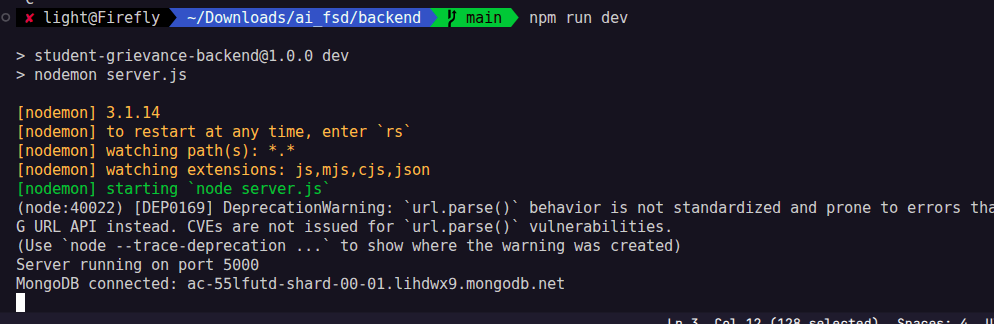 ✘ light@Firefly ~/Downloads/ai_fsd/backend main npm run dev
> student-grievance-backend@1.0.0 dev
> nodemon server.js
[nodemon] 3.1.14
[nodemon] to restart at any time, enter `rs`
[nodemon] watching path(s): *.*
[nodemon] watching extensions: js,mjs,cjs,json
[nodemon] starting `node server.js`
(node:40022) [DEP0169] DeprecationWarning: `url.parse()` behavior is not standardized and prone to errors tha
G URL API instead. CVEs are not issued for `url.parse()` vulnerabilities.
(Use `node --trace-deprecation ...` to show where the warning was created)
Server running on port 5000
MongoDB connected: ac-55lfutd-shard-00-01.lihdwx9.mongodb.net
Ln 3, Col 12 (128 selected) Spaces: 4